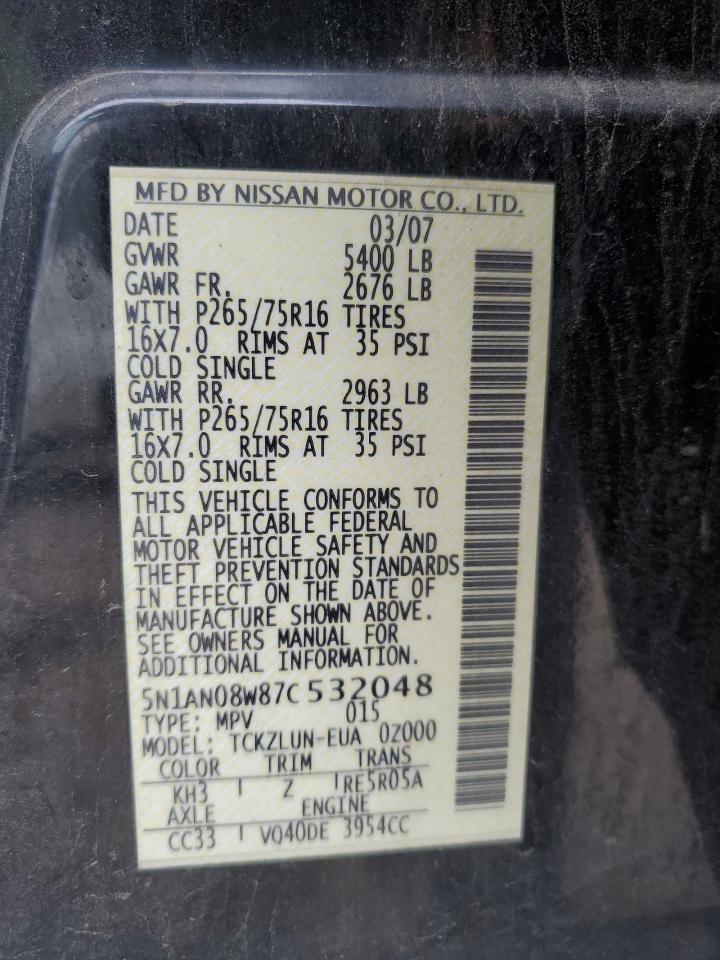 MFD BY NISSAN MOTOR CO., LTD.
DATE 03/07
GVWR 5400 LB
GAWR FR. 2676 LB
WITH P265/75R16 TIRES
16X7.0 RIMS AT 35 PSI
COLD SINGLE
GAWR RR. 2963 LB
WITH P265/75R16 TIRES
16X7.0 RIMS AT 35 PSI
COLD SINGLE
THIS VEHICLE CONFORMS TO
ALL APPLICABLE FEDERAL
MOTOR VEHICLE SAFETY AND
THEFT PREVENTION STANDARDS
IN EFFECT ON THE DATE OF
MANUFACTURE SHOWN ABOVE.
SEE OWNERS MANUAL FOR
ADDITIONAL INFORMATION.
5N1AN08W87C532048
TYPE: MPV 015
MODEL: TCKZLUN-EUA 0Z000
COLOR TRIM TRANS
KH3 Z RE5R05A
AXLE ENGINE
CC33 VQ40DE 3954CC